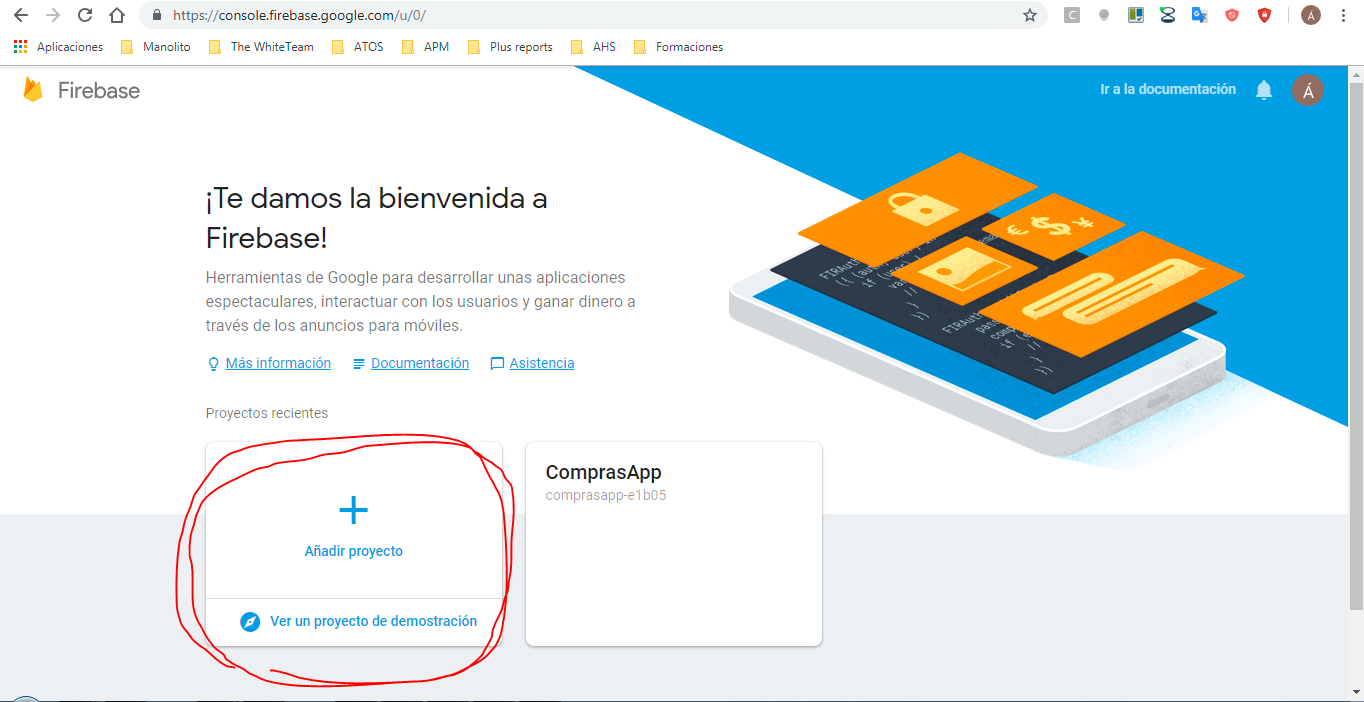 https://console.firebase.google.com/u/0/
Aplicaciones Manolito The WhiteTeam ATOS APM Plus reports AHS Formaciones
Firebase
Ir a la documentación
Á
¡Te damos la bienvenida a
Firebase!
Herramientas de Google para desarrollar unas aplicaciones
espectaculares, interactuar con los usuarios y ganar dinero a
través de los anuncios para móviles.
Más información Documentación Asistencia
Proyectos recientes
Añadir proyecto
Ver un proyecto de demostración
ComprasApp
comprasapp-e1b05